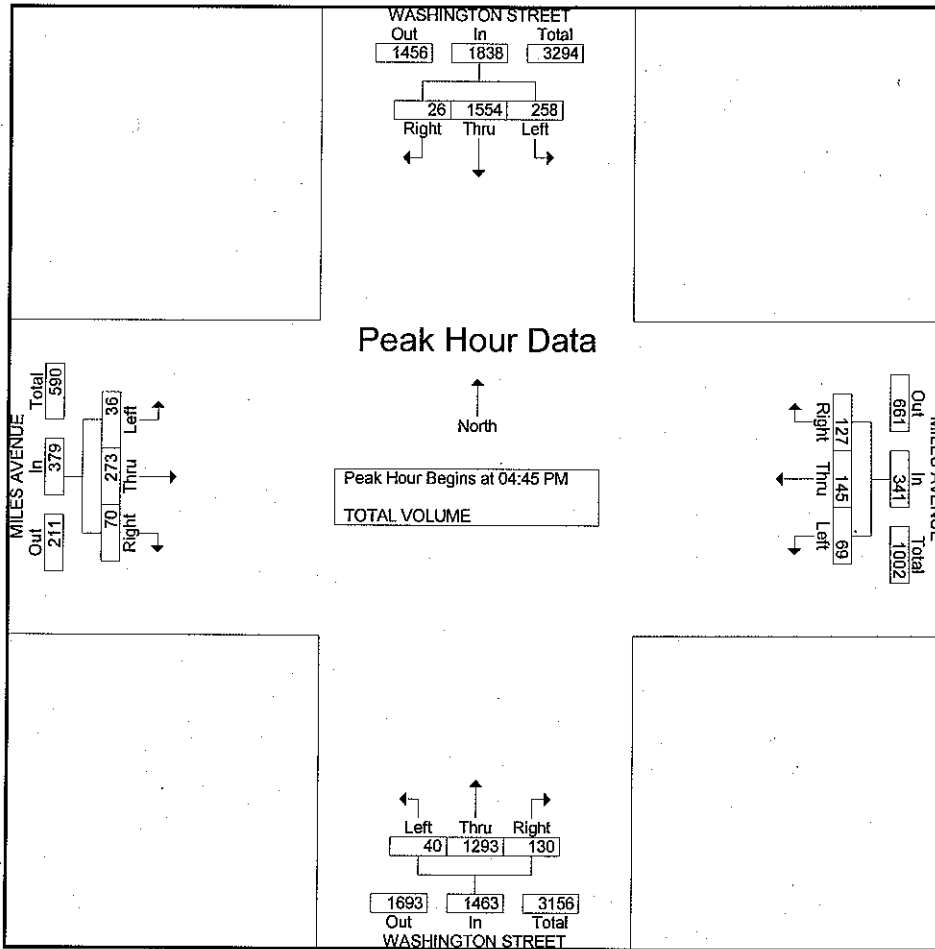 WASHINGTON STREET
Out In Total
1456 1838 3294
26 1554 258
Right Thru Left
Peak Hour Data
North
Peak Hour Begins at 04:45 PM
TOTAL VOLUME
MILES AVENUE
Total In Out
590 379 211
36 273 70
Left Thru Right
Right Thru Left
127 145 69
661 341 1002
Out In Total
MILES AVENUE
Left Thru Right
40 1293 130
1693 1463 3156
Out In Total
WASHINGTON STREET